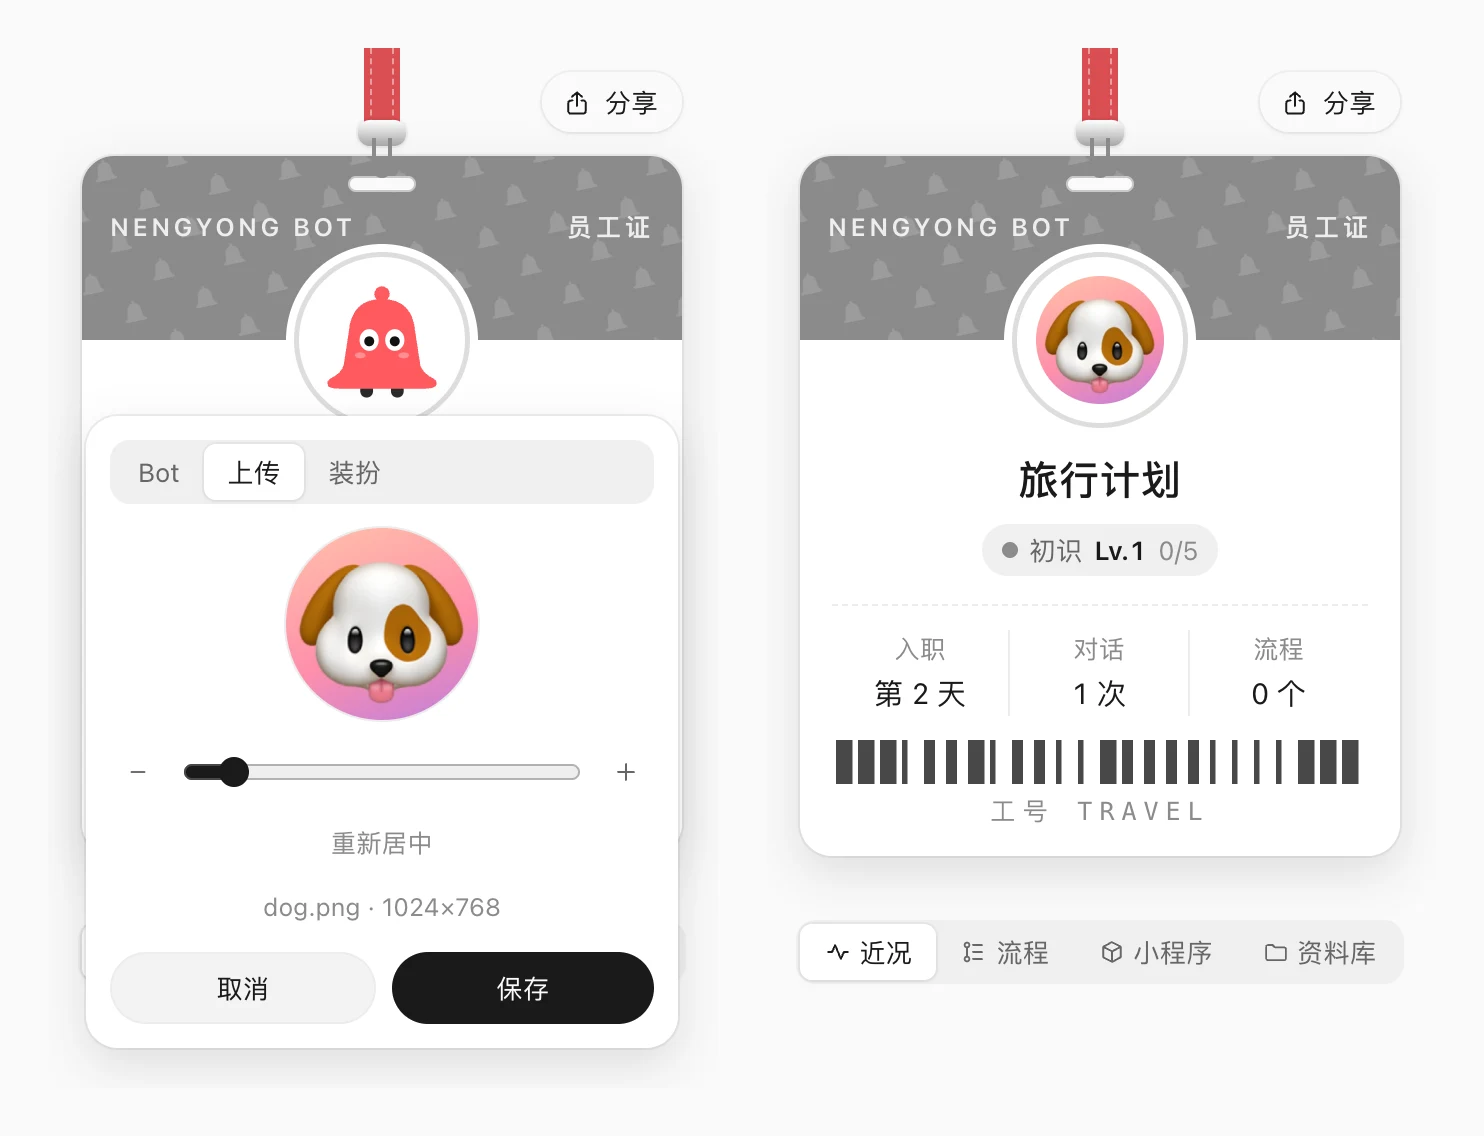 分享
NENGYONG BOT 员工证
Bot 上传 装扮
− +
重新居中
dog.png · 1024×768
取消 保存
分享
NENGYONG BOT 员工证
旅行计划
初识 Lv.1 0/5
入职 对话 流程
第 2 天 1 次 0 个
工号 TRAVEL
近况 流程 小程序 资料库